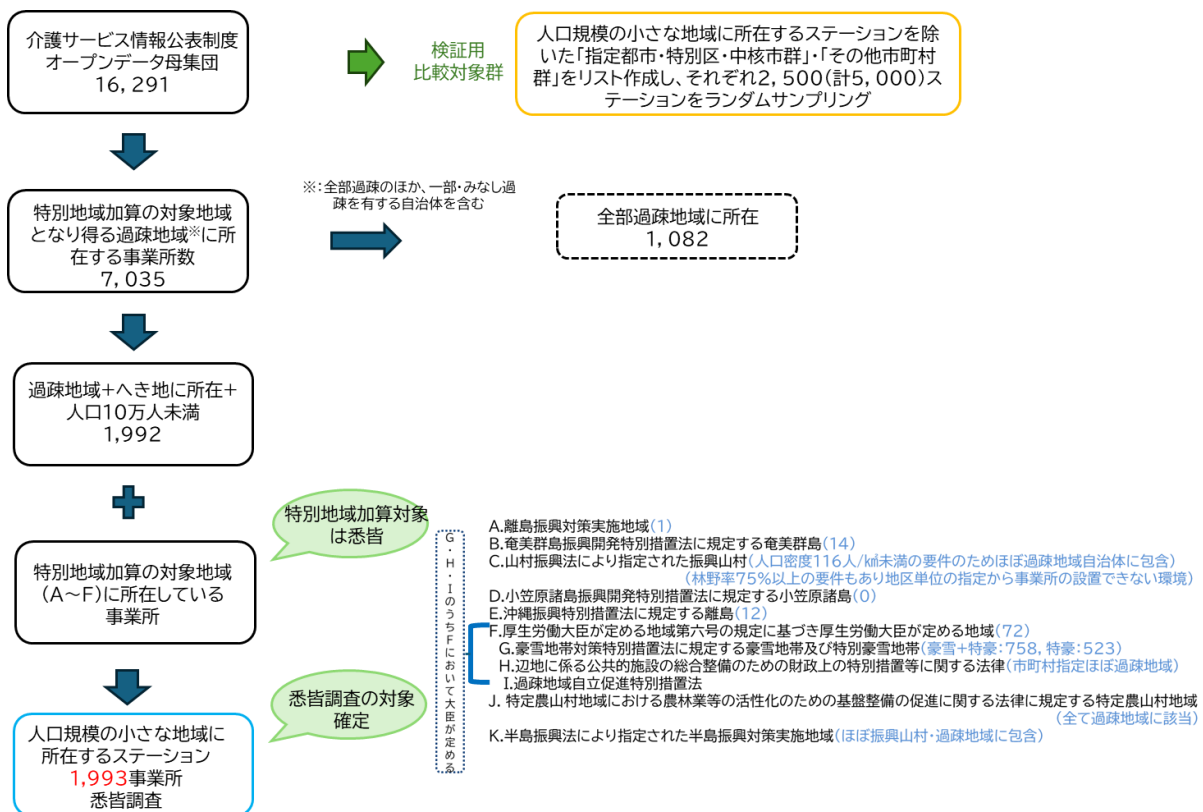 介護サービス情報公表制度
オープンデータ母集団
16,291
検証用
比較対象群
人口規模の小さな地域に所在するステーションを除
いた「指定都市・特別区・中核市群」・「その他市町村
群」をリスト作成し、それぞれ2,500(計5,000)ス
テーションをランダムサンプリング
特別地域加算の対象地域
となり得る過疎地域※に所
在する事業所数
7,035
※:全部過疎のほか、一部・みなし過
疎を有する自治体を含む
全部過疎地域に所在
1,082
過疎地域+へき地に所在+
人口10万人未満
1,992
特別地域加算対象
は悉皆
特別地域加算の対象地域
(A~F)に所在している
事業所
悉皆調査の対象
確定
人口規模の小さな地域に
所在するステーション
1,993事業所
悉皆調査
G・H・IのうちFにおいて大臣が定める
A.離島振興対策実施地域(1)
B.奄美群島振興開発特別措置法に規定する奄美群島(14)
C.山村振興法により指定された振興山村(人口密度116人/㎢未満の要件のためほぼ過疎地域自治体に包含)
(林野率75%以上の要件もあり地区単位の指定から事業所の設置できない環境)
D.小笠原諸島振興開発特別措置法に規定する小笠原諸島(0)
E.沖縄振興特別措置法に規定する離島(12)
F.厚生労働大臣が定める地域第六号の規定に基づき厚生労働大臣が定める地域(72)
G.豪雪地帯対策特別措置法に規定する豪雪地帯及び特別豪雪地帯(豪雪+特豪:758, 特豪:523)
H.辺地に係る公共的施設の総合整備のための財政上の特別措置等に関する法律(市町村指定ほぼ過疎地域)
I.過疎地域自立促進特別措置法
J. 特定農山村地域における農林業等の活性化のための基盤整備の促進に関する法律に規定する特定農山村地域
(全て過疎地域に該当)
K.半島振興法により指定された半島振興対策実施地域(ほぼ振興山村・過疎地域に包含)